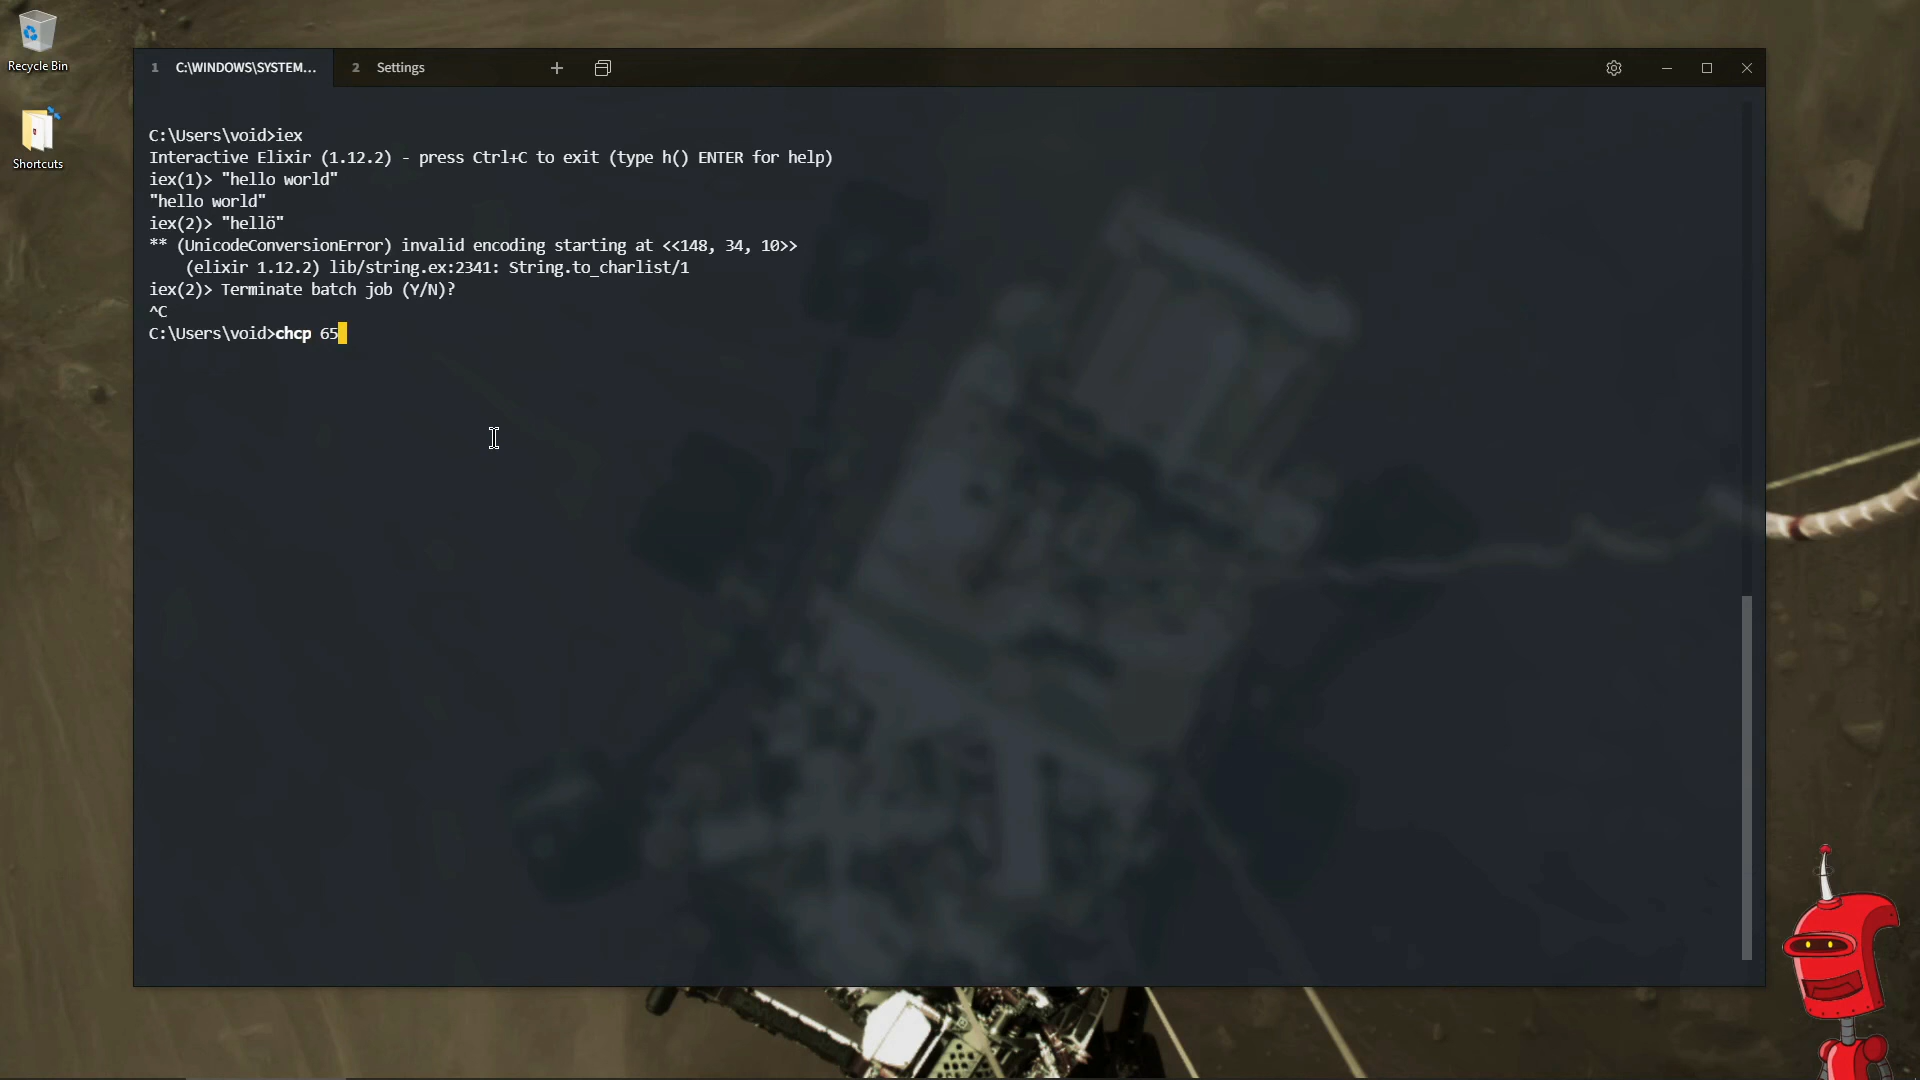 Recycle Bin
Shortcuts
1 C:\WINDOWS\SYSTEM... 2 Settings
C:\Users\void>iex
Interactive Elixir (1.12.2) - press Ctrl+C to exit (type h() ENTER for help)
iex(1)> "hello world"
"hello world"
iex(2)> "hellö"
** (UnicodeConversionError) invalid encoding starting at <<148, 34, 10>>
(elixir 1.12.2) lib/string.ex:2341: String.to_charlist/1
iex(2)> Terminate batch job (Y/N)?
^C
C:\Users\void>chcp 65